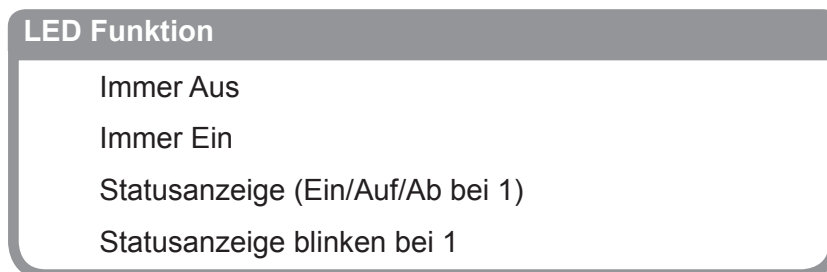 LED Funktion
Immer Aus
Immer Ein
Statusanzeige (Ein/Auf/Ab bei 1)
Statusanzeige blinken bei 1